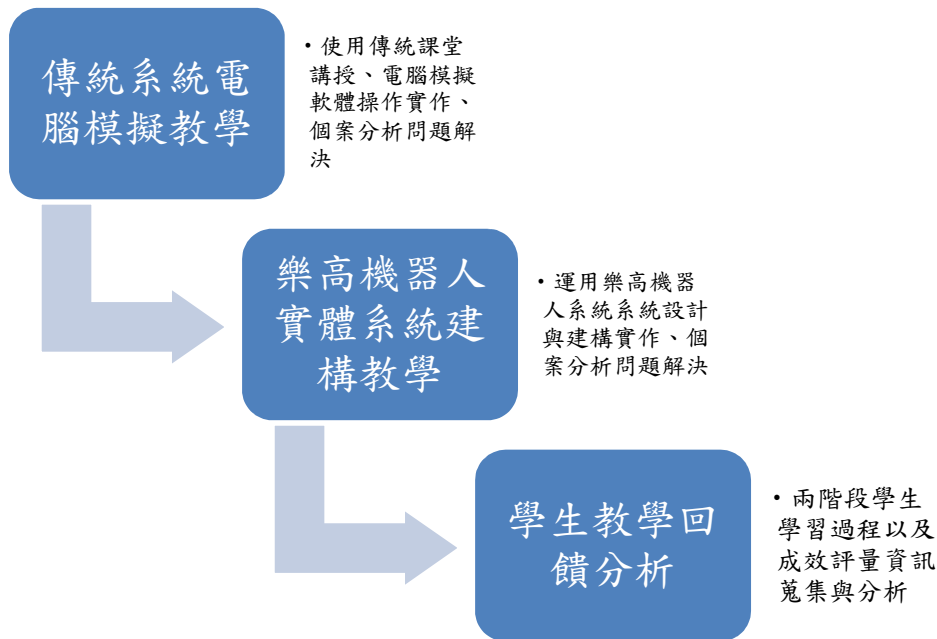 傳統系統電
腦模擬教學
・使用傳統課堂
講授、電腦模擬
軟體操作實作、
個案分析問題解
決
樂高機器人
實體系統建
構教學
・運用樂高機器
人系統系統設計
與建構實作、個
案分析問題解決
學生教學回
饋分析
・兩階段學生
學習過程以及
成效評量資訊
蒐集與分析